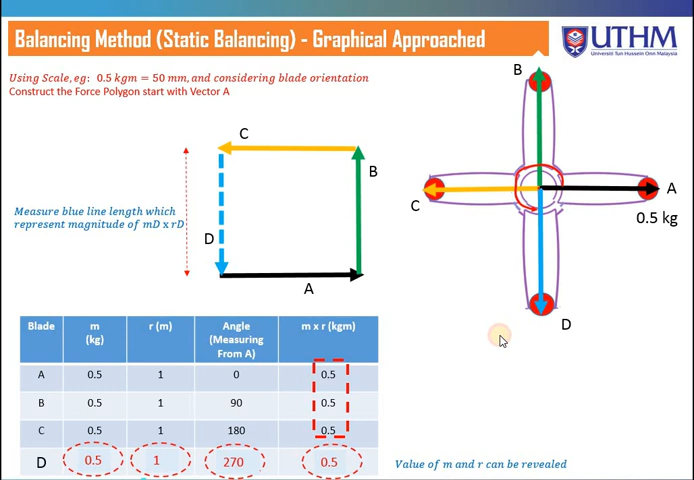 Balancing Method (Static Balancing) - Graphical Approached
UTHM
Universiti Tun Hussein Onn Malaysia
Using Scale, eg: 0.5 kgm = 50 mm, and considering blade orientation
Construct the Force Polygon start with Vector A
B
C
B
A
C
0.5 kg
Measure blue line length which
represent magnitude of mD x rD
D
A
D
Blade m (kg) r (m) Angle (Measuring From A) m x r (kgm)
A 0.5 1 0 0.5
B 0.5 1 90 0.5
C 0.5 1 180 0.5
D 0.5 1 270 0.5
Value of m and r can be revealed